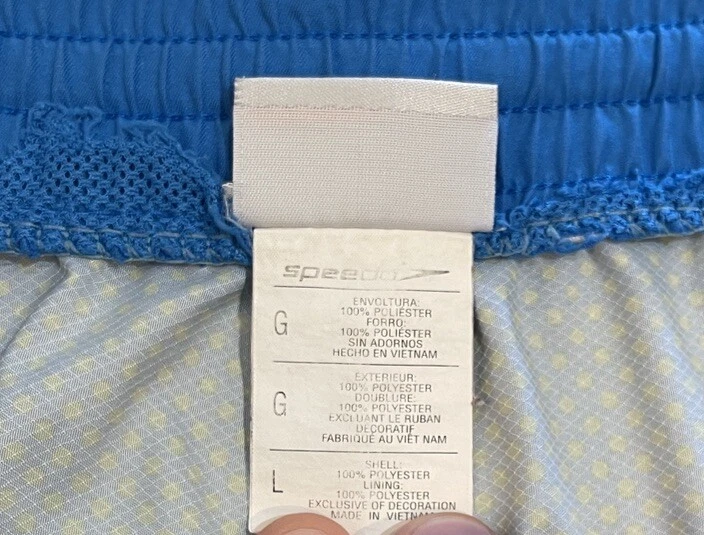 speedo
ENVOLTURA:
100% POLIÉSTER
G
FORRO:
100% POLIÉSTER
SIN ADORNOS
HECHO EN VIETNAM
EXTERIEUR:
100% POLYESTER
G
DOUBLURE:
100% POLYESTER
EXCLUANT LE RUBAN
DÉCORATIF
FABRIQUÉ AU VIÊT NAM
SHELL:
100% POLYESTER
L
LINING:
100% POLYESTER
EXCLUSIVE OF DECORATION
MADE IN VIETNAM